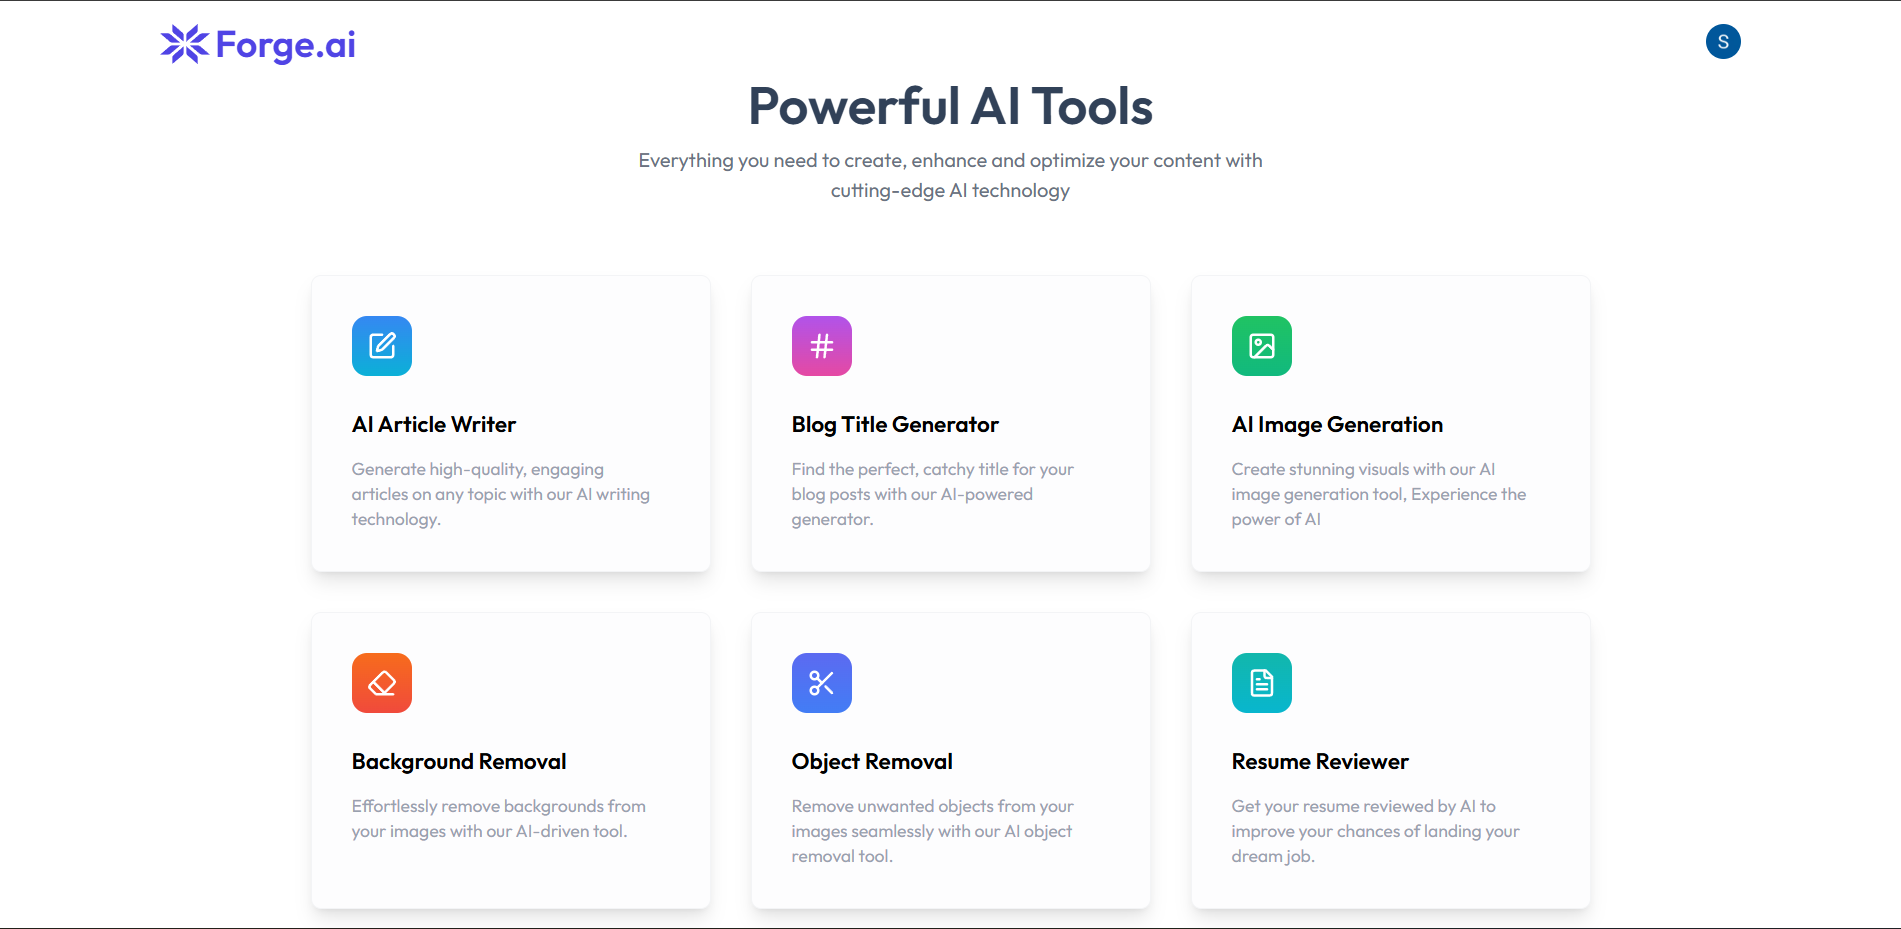 Forge.ai
S
Powerful AI Tools
Everything you need to create, enhance and optimize your content with
cutting-edge AI technology
AI Article Writer
Generate high-quality, engaging
articles on any topic with our AI writing
technology.
Blog Title Generator
Find the perfect, catchy title for your
blog posts with our AI-powered
generator.
AI Image Generation
Create stunning visuals with our AI
image generation tool, Experience the
power of AI
Background Removal
Effortlessly remove backgrounds from
your images with our AI-driven tool.
Object Removal
Remove unwanted objects from your
images seamlessly with our AI object
removal tool.
Resume Reviewer
Get your resume reviewed by AI to
improve your chances of landing your
dream job.